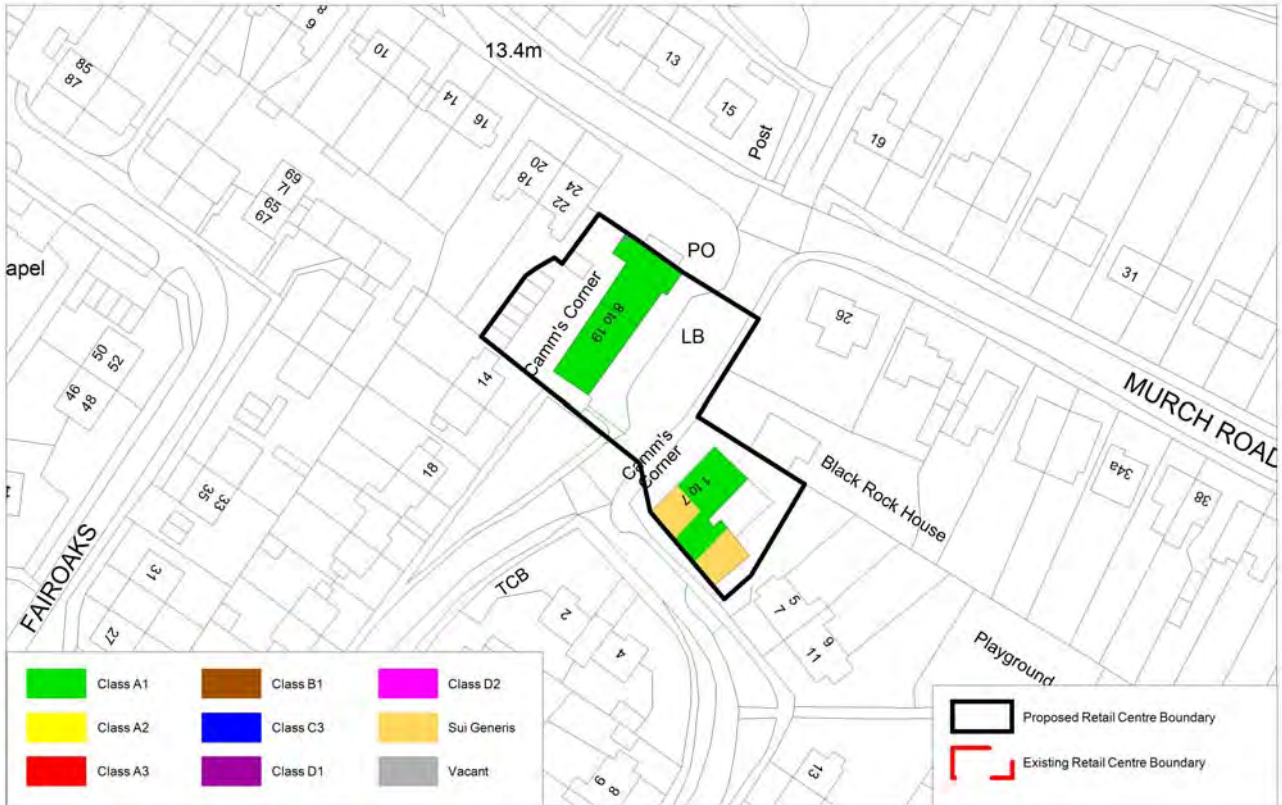 8
6
10
13.4m
13
85
87
14
16
15
Post
19
20
18
24
22
69
71
65
67
PO
apel
31
Camm's Corner
8 to 19
LB
26
50
52
46
48
14
MURCH ROAD
Camm's
Corner
18
1 to 7
Black Rock House
34a
38
35
33
FAIROAKS
31
TCB
2
4
5
7
9
11
27
Playground
13
8
9
Class A1
Class B1
Class D2
Class A2
Class C3
Sui Generis
Class A3
Class D1
Vacant
Proposed Retail Centre Boundary
Existing Retail Centre Boundary